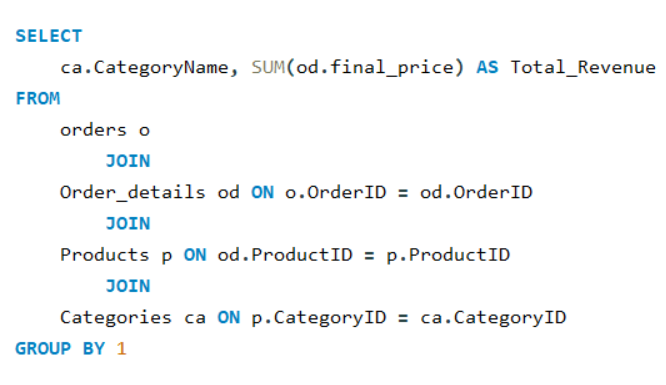 SELECT
ca.CategoryName, SUM(od.final_price) AS Total_Revenue
FROM
orders o
JOIN
Order_details od ON o.OrderID = od.OrderID
JOIN
Products p ON od.ProductID = p.ProductID
JOIN
Categories ca ON p.CategoryID = ca.CategoryID
GROUP BY 1